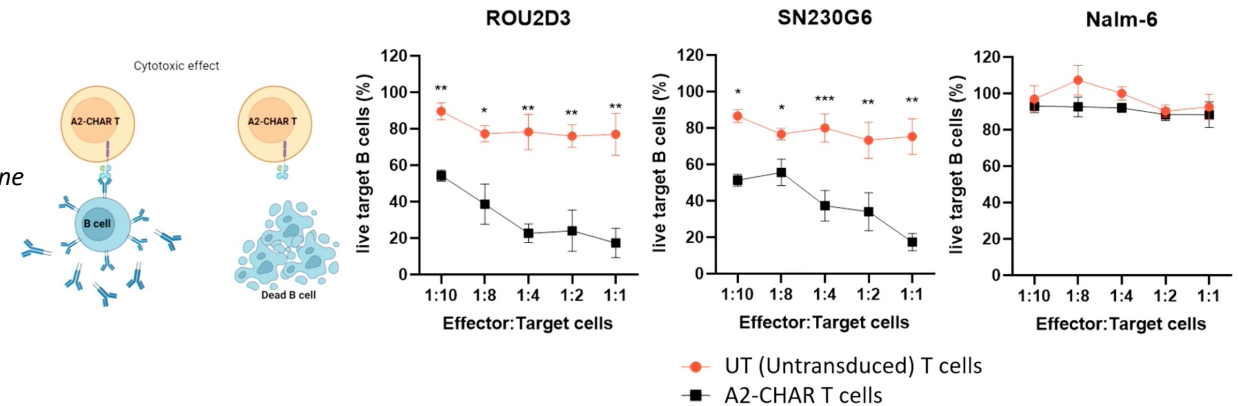 ne
Cytotoxic effect
A2-CHAR T
A2-CHAR T
B cell
Dead B cell
ROU2D3
live target B cells (%)
120
100
80
60
40
20
0
**
*
**
**
**
1:10 1:8 1:4 1:2 1:1
Effector:Target cells
SN230G6
live target B cells (%)
120
100
80
60
40
20
0
*
*
***
**
**
1:10 1:8 1:4 1:2 1:1
Effector:Target cells
Nalm-6
live target B cells (%)
120
100
80
60
40
20
0
1:10 1:8 1:4 1:2 1:1
Effector:Target cells
UT (Untransduced) T cells
A2-CHAR T cells